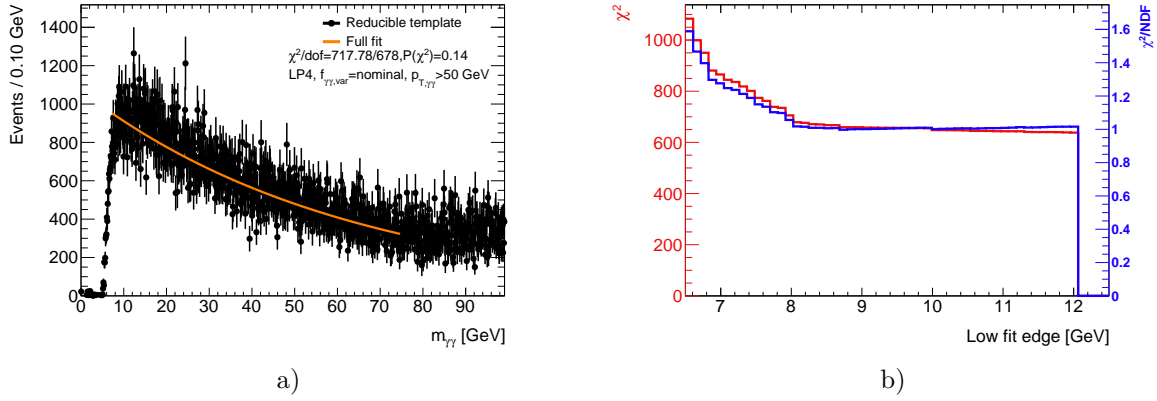 Events / 0.10 GeV
1400
1200
1000
800
600
400
200
0
Reducible template
Full fit
χ²/dof=717.78/678,P(χ²)=0.14
LP4, f_γγ,var=nominal, p_T,γγ>50 GeV
0 10 20 30 40 50 60 70 80 90
m_γγ [GeV]
a)
χ²
1000
800
600
400
200
0
χ²/NDF
1.6
1.4
1.2
1
0.8
0.6
0.4
0.2
0
7 8 9 10 11 12
Low fit edge [GeV]
b)